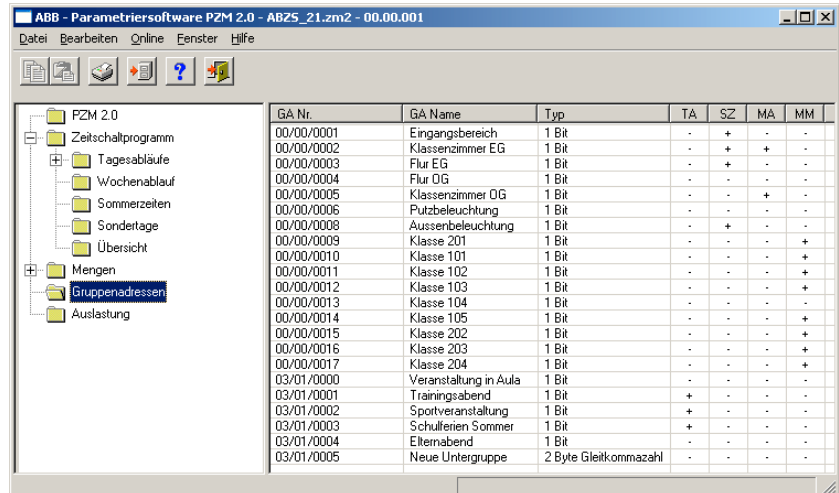 ABB - Parametriersoftware PZM 2.0 - ABZS_21.zm2 - 00.00.001
Datei Bearbeiten Online Fenster Hilfe
PZM 2.0
Zeitschaltprogramm
Tagesabläufe
Wochenablauf
Sommerzeiten
Sondertage
Übersicht
Mengen
Gruppenadressen
Auslastung
GA Nr. GA Name Typ TA SZ MA MM
00/00/0001 Eingangsbereich 1 Bit - + - -
00/00/0002 Klassenzimmer EG 1 Bit - + + -
00/00/0003 Flur EG 1 Bit - + - -
00/00/0004 Flur OG 1 Bit - - - -
00/00/0005 Klassenzimmer OG 1 Bit - - + -
00/00/0006 Putzbeleuchtung 1 Bit - - - -
00/00/0008 Aussenbeleuchtung 1 Bit - + - -
00/00/0009 Klasse 201 1 Bit - - - +
00/00/0010 Klasse 101 1 Bit - - - +
00/00/0011 Klasse 102 1 Bit - - - +
00/00/0012 Klasse 103 1 Bit - - - +
00/00/0013 Klasse 104 1 Bit - - - -
00/00/0014 Klasse 105 1 Bit - - - +
00/00/0015 Klasse 202 1 Bit - - - +
00/00/0016 Klasse 203 1 Bit - - - +
00/00/0017 Klasse 204 1 Bit - - - +
03/01/0000 Veranstaltung in Aula 1 Bit - - - -
03/01/0001 Trainingsabend 1 Bit + - - -
03/01/0002 Sportveranstaltung 1 Bit + - - -
03/01/0003 Schulferien Sommer 1 Bit + - - -
03/01/0004 Elternabend 1 Bit - - - -
03/01/0005 Neue Untergruppe 2 Byte Gleitkommazahl - - - -